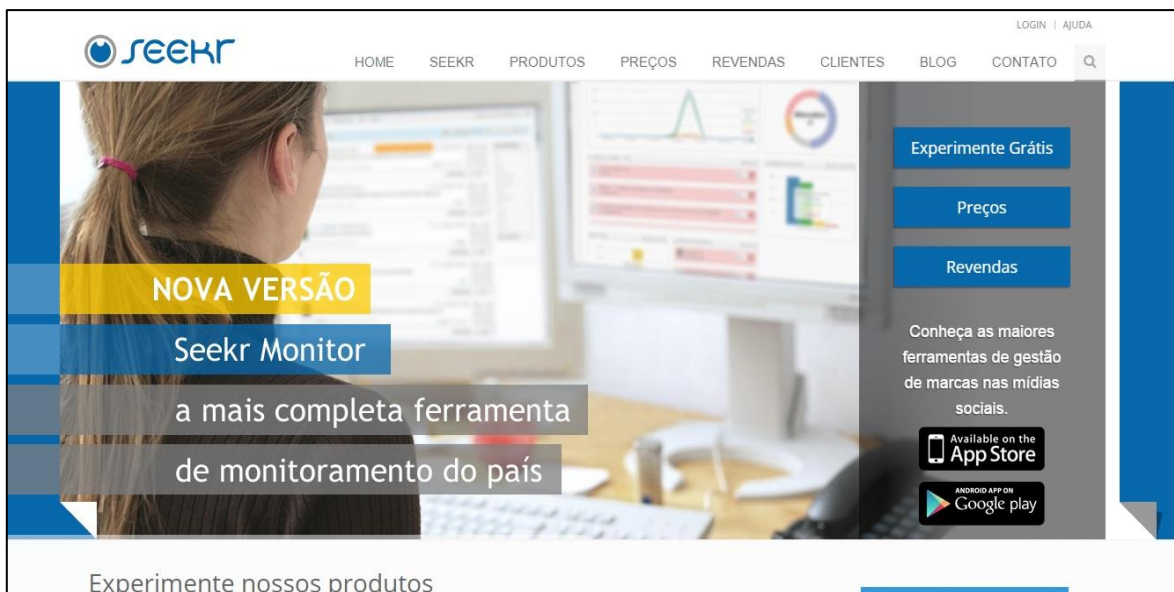 LOGIN | AJUDA
seekr
HOME SEEKR PRODUTOS PREÇOS REVENDAS CLIENTES BLOG CONTATO
Experimente Grátis
Preços
Revendas
NOVA VERSÃO
Seekr Monitor
a mais completa ferramenta
de monitoramento do país
Conheça as maiores
ferramentas de gestão
de marcas nas mídias
sociais.
Available on the
App Store
ANDROID APP ON
Google play
Experimente nossos produtos